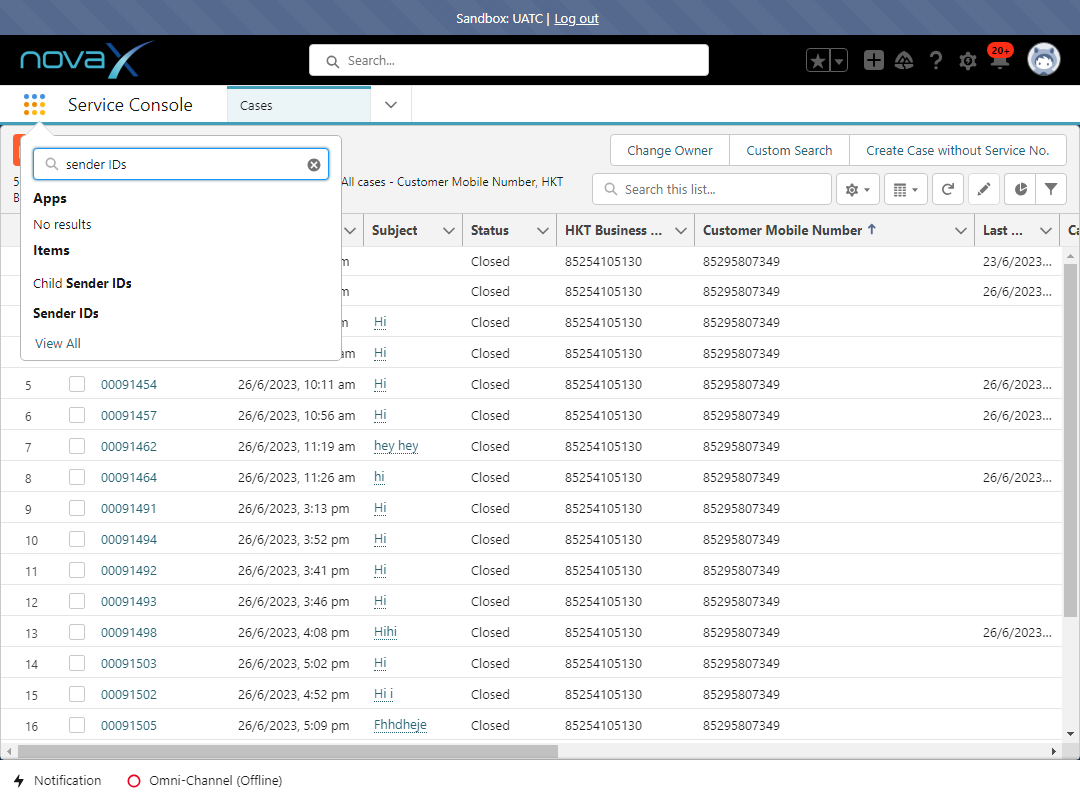 Sandbox: UATC | Log out
novaX
Search...
20+
Service Console
Cases
sender IDs
Apps
No results
Items
Child Sender IDs
Sender IDs
View All
Change Owner
Custom Search
Create Case without Service No.
All cases - Customer Mobile Number, HKT
Search this list...
Subject Status HKT Business ... Customer Mobile Number Last ...
Closed 85254105130 85295807349 23/6/2023...
Closed 85254105130 85295807349 26/6/2023...
Hi Closed 85254105130 85295807349
Hi Closed 85254105130 85295807349
5 00091454 26/6/2023, 10:11 am Hi Closed 85254105130 85295807349 26/6/2023...
6 00091457 26/6/2023, 10:56 am Hi Closed 85254105130 85295807349 26/6/2023...
7 00091462 26/6/2023, 11:19 am hey hey Closed 85254105130 85295807349
8 00091464 26/6/2023, 11:26 am hi Closed 85254105130 85295807349 26/6/2023...
9 00091491 26/6/2023, 3:13 pm Hi Closed 85254105130 85295807349
10 00091494 26/6/2023, 3:52 pm Hi Closed 85254105130 85295807349
11 00091492 26/6/2023, 3:41 pm Hi Closed 85254105130 85295807349
12 00091493 26/6/2023, 3:46 pm Hi Closed 85254105130 85295807349
13 00091498 26/6/2023, 4:08 pm Hihi Closed 85254105130 85295807349 26/6/2023...
14 00091503 26/6/2023, 5:02 pm Hi Closed 85254105130 85295807349
15 00091502 26/6/2023, 4:52 pm Hi i Closed 85254105130 85295807349
16 00091505 26/6/2023, 5:09 pm Fhhdheje Closed 85254105130 85295807349
Notification
Omni-Channel (Offline)